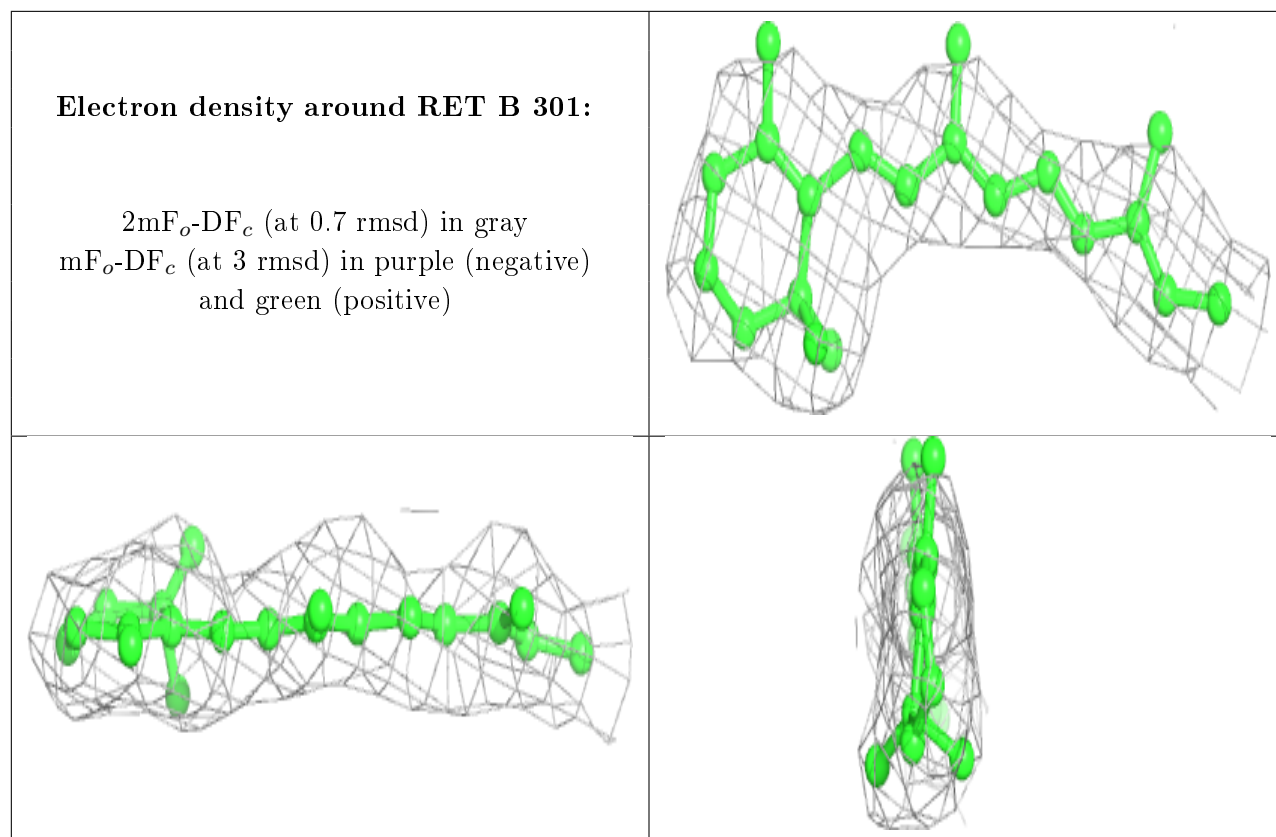 Electron density around RET B 301:
2mFₒ-DF𝒸 (at 0.7 rmsd) in gray
mFₒ-DF𝒸 (at 3 rmsd) in purple (negative)
and green (positive)